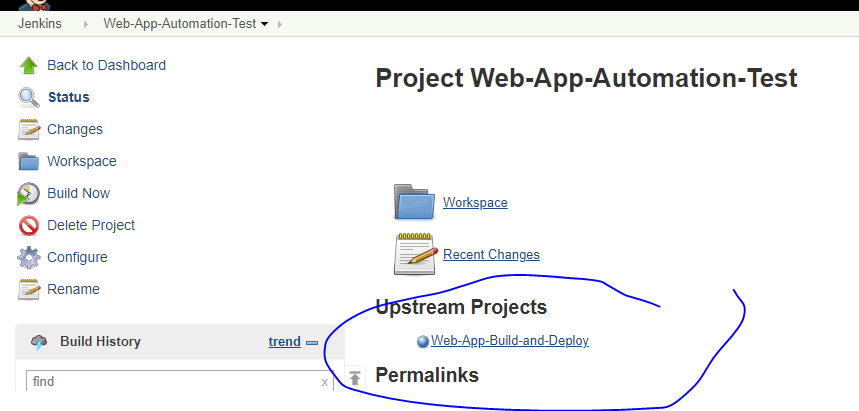 Jenkins
Web-App-Automation-Test
Back to Dashboard
Status
Changes
Workspace
Build Now
Delete Project
Configure
Rename
Build History
trend
find
x
Project Web-App-Automation-Test
Workspace
Recent Changes
Upstream Projects
Web-App-Build-and-Deploy
Permalinks